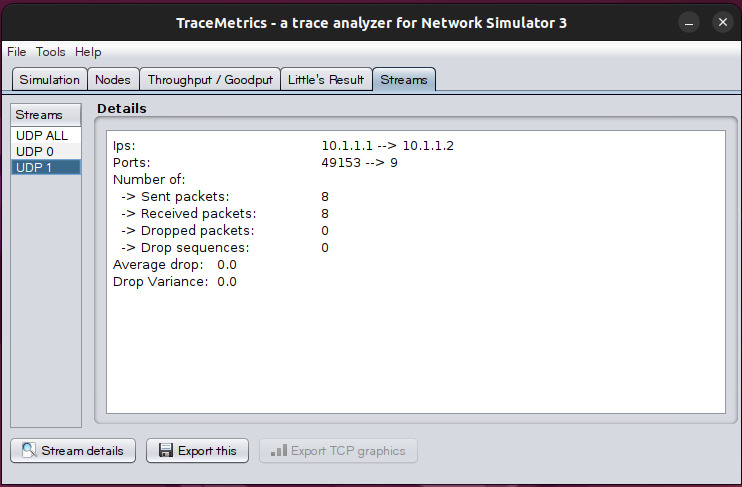 TraceMetrics - a trace analyzer for Network Simulator 3
File Tools Help
Simulation Nodes Throughput / Goodput Little's Result Streams
Streams
UDP ALL
UDP 0
UDP 1
Details
Ips: 10.1.1.1 --> 10.1.1.2
Ports: 49153 --> 9
Number of:
-> Sent packets: 8
-> Received packets: 8
-> Dropped packets: 0
-> Drop sequences: 0
Average drop: 0.0
Drop Variance: 0.0
Stream details Export this Export TCP graphics